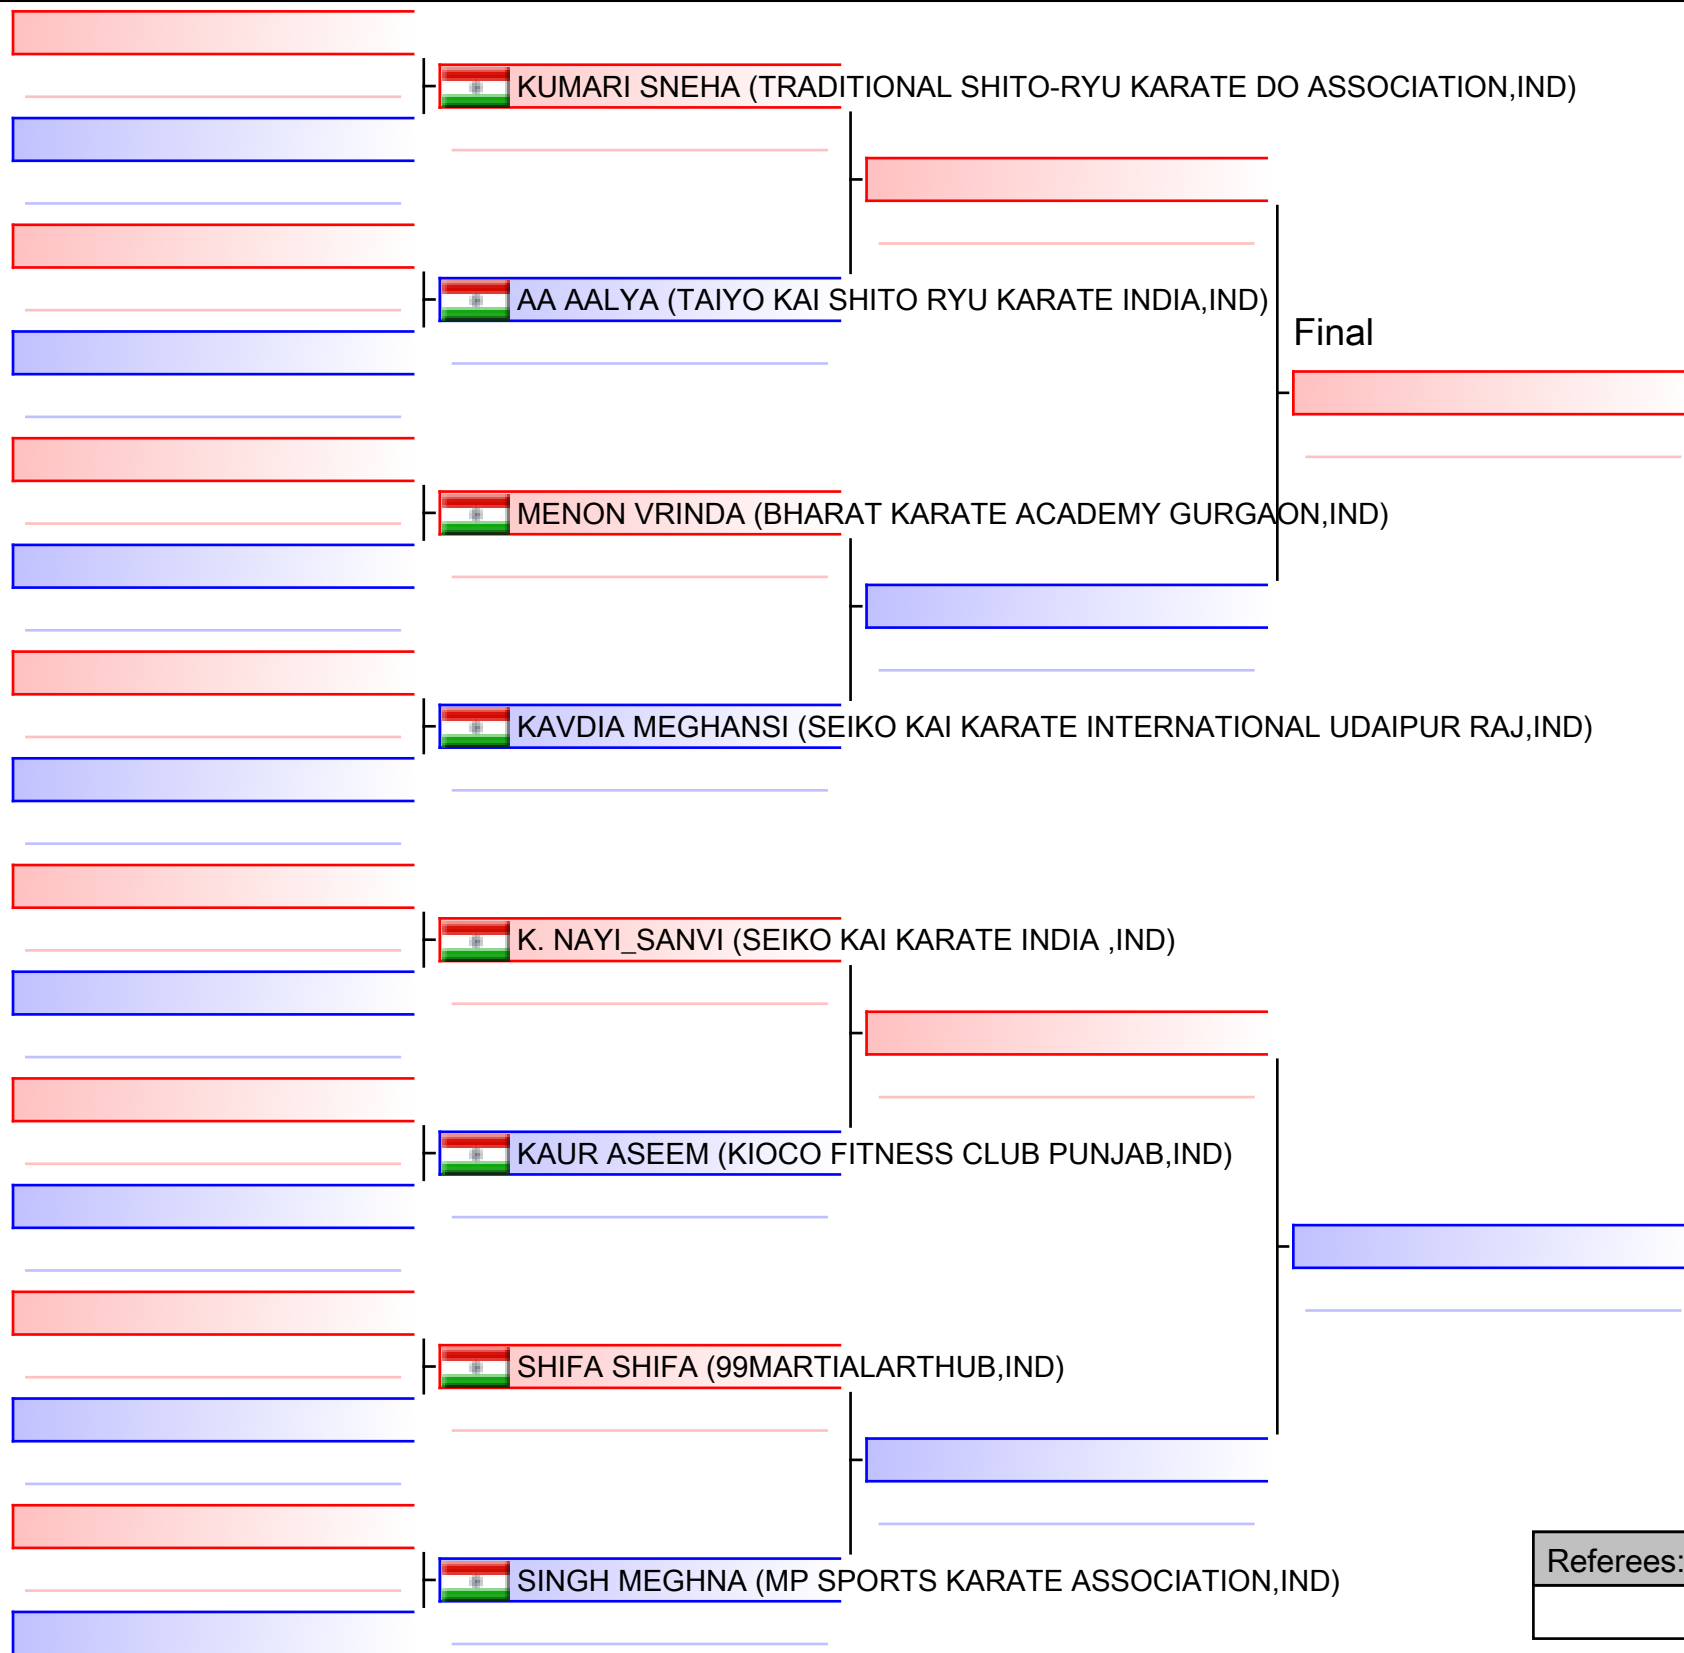 KUMARI SNEHA (TRADITIONAL SHITO-RYU KARATE DO ASSOCIATION,IND)
AA AALYA (TAIYO KAI SHITO RYU KARATE INDIA,IND)
Final
MENON VRINDA (BHARAT KARATE ACADEMY GURGAON,IND)
KAVDIA MEGHANSI (SEIKO KAI KARATE INTERNATIONAL UDAIPUR RAJ,IND)
K. NAYI_SANVI (SEIKO KAI KARATE INDIA ,IND)
KAUR ASEEM (KIOCO FITNESS CLUB PUNJAB,IND)
SHIFA SHIFA (99MARTIALARTHUB,IND)
Referees:
SINGH MEGHNA (MP SPORTS KARATE ASSOCIATION,IND)